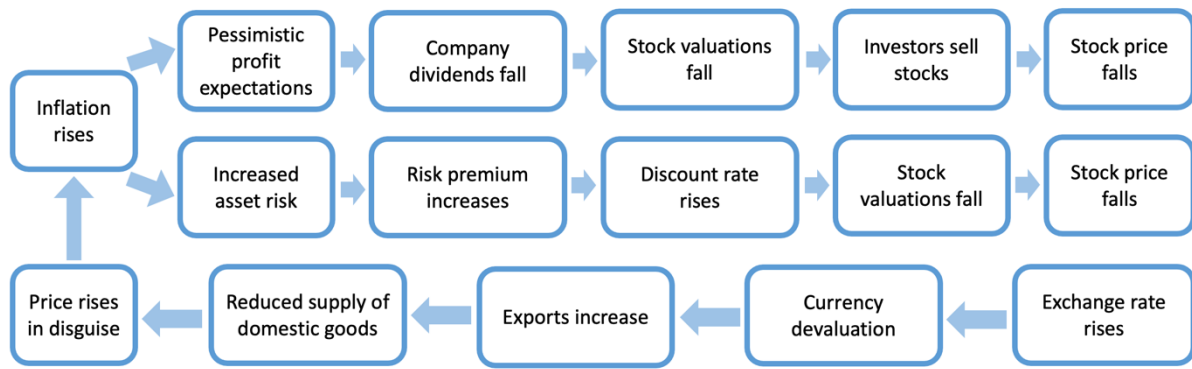 Pessimistic
profit
expectations
Company
dividends fall
Stock valuations
fall
Investors sell
stocks
Stock price
falls
Inflation
rises
Increased
asset risk
Risk premium
increases
Discount rate
rises
Stock
valuations fall
Stock price
falls
Price rises
in disguise
Reduced supply of
domestic goods
Exports increase
Currency
devaluation
Exchange rate
rises